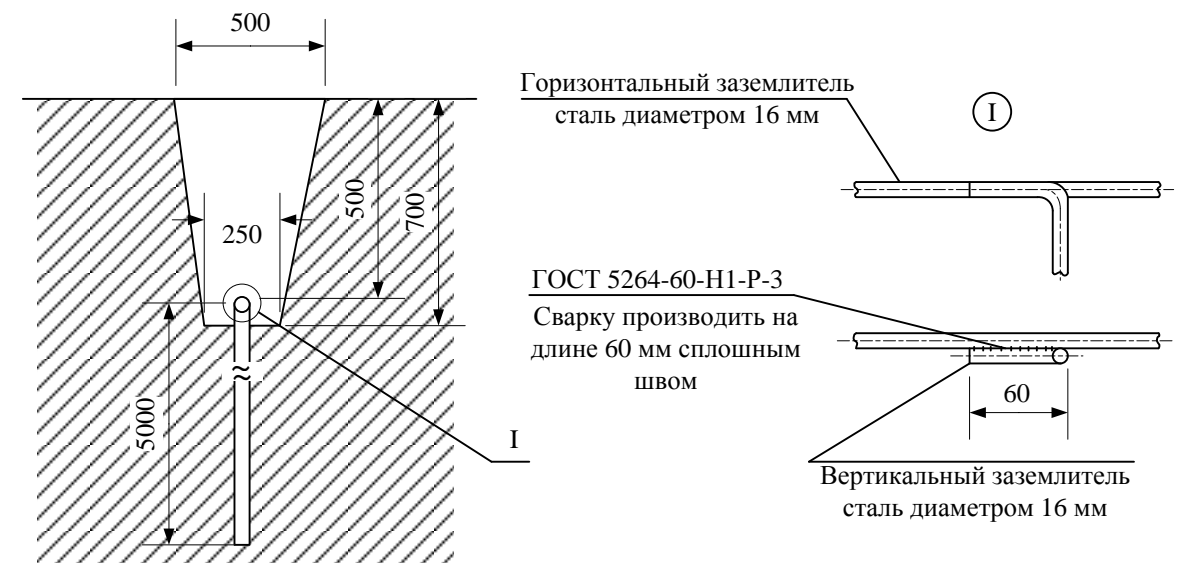 500
Горизонтальный заземлитель
сталь диаметром 16 мм
I
500
700
250
ГОСТ 5264-60-Н1-Р-3
Сварку производить на
длине 60 мм сплошным
швом
60
5000
I
Вертикальный заземлитель
сталь диаметром 16 мм